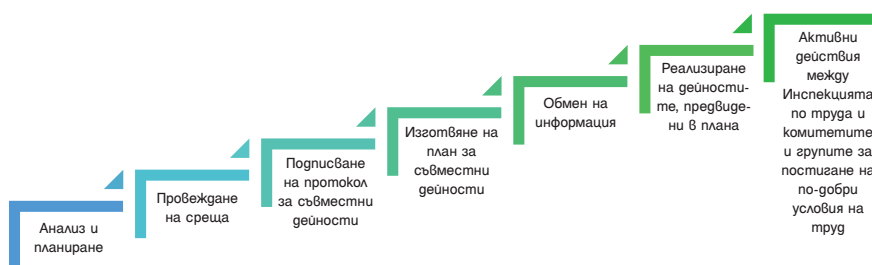 Анализ и
планиране
Провеждане
на среща
Подписване
на протокол
за съвместни
дейности
Изготвяне на
план за
съвместни
дейности
Обмен на
информация
Реализиране
на дейности-
те, предвиде-
ни в плана
Активни
действия
между
Инспекцията
по труда и
комитетите
и групите за
постигане на
по-добри
условия на
труд